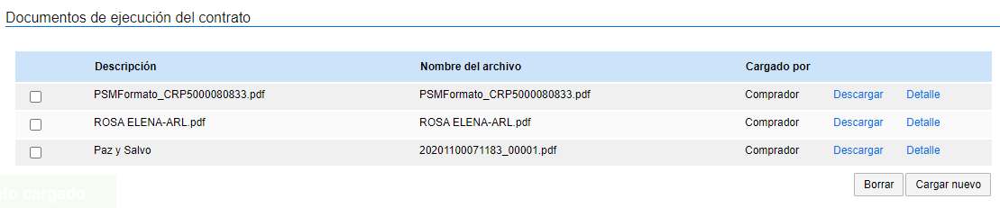 Documentos de ejecución del contrato
Descripción Nombre del archivo Cargado por
PSMFormato_CRP5000080833.pdf PSMFormato_CRP5000080833.pdf Comprador Descargar Detalle
ROSA ELENA-ARL.pdf ROSA ELENA-ARL.pdf Comprador Descargar Detalle
Paz y Salvo 20201100071183_00001.pdf Comprador Descargar Detalle
Borrar Cargar nuevo
cargado